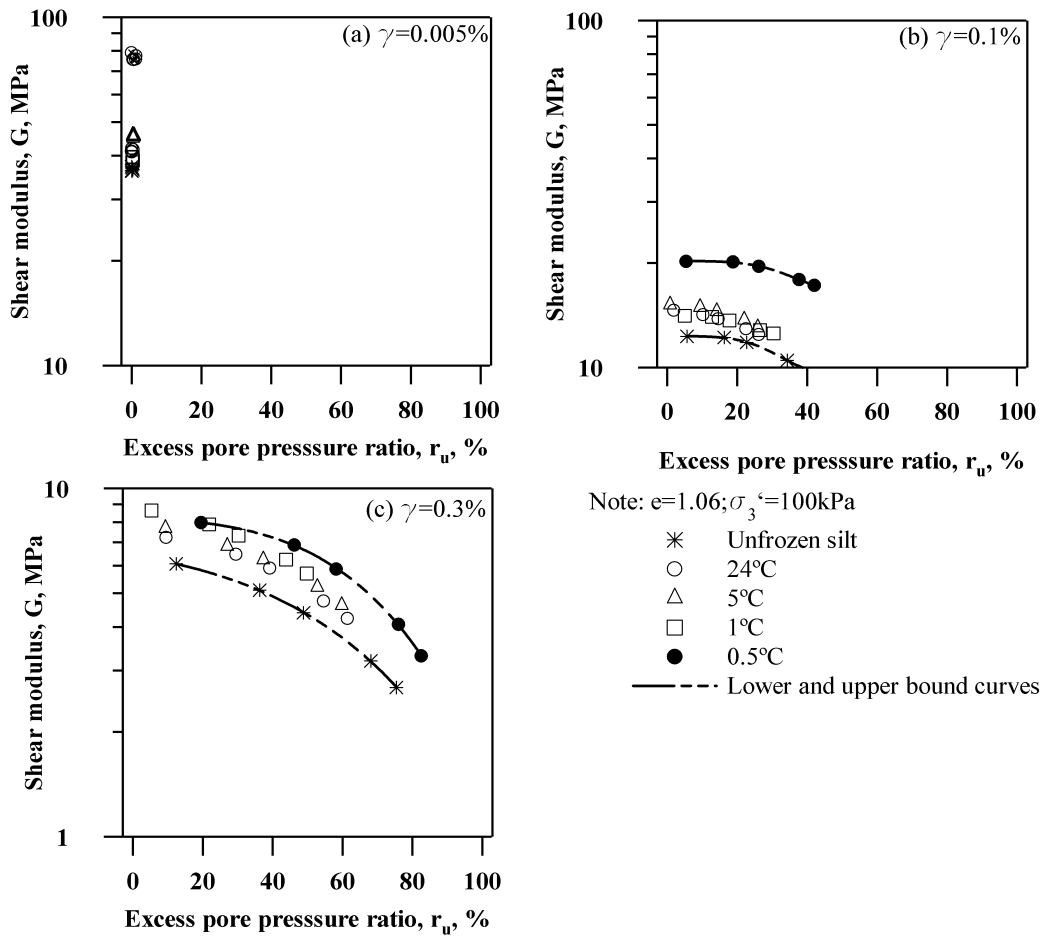 100
(a) γ=0.005%
Shear modulus, G, MPa
10
0 20 40 60 80 100
Excess pore presssure ratio, rᵤ, %
100
(b) γ=0.1%
Shear modulus, G, MPa
10
0 20 40 60 80 100
Excess pore presssure ratio, rᵤ, %
10
(c) γ=0.3%
Shear modulus, G, MPa
1
0 20 40 60 80 100
Excess pore presssure ratio, rᵤ, %
Note: e=1.06;σ₃‘=100kPa
Unfrozen silt
24ºC
5ºC
1ºC
0.5ºC
Lower and upper bound curves